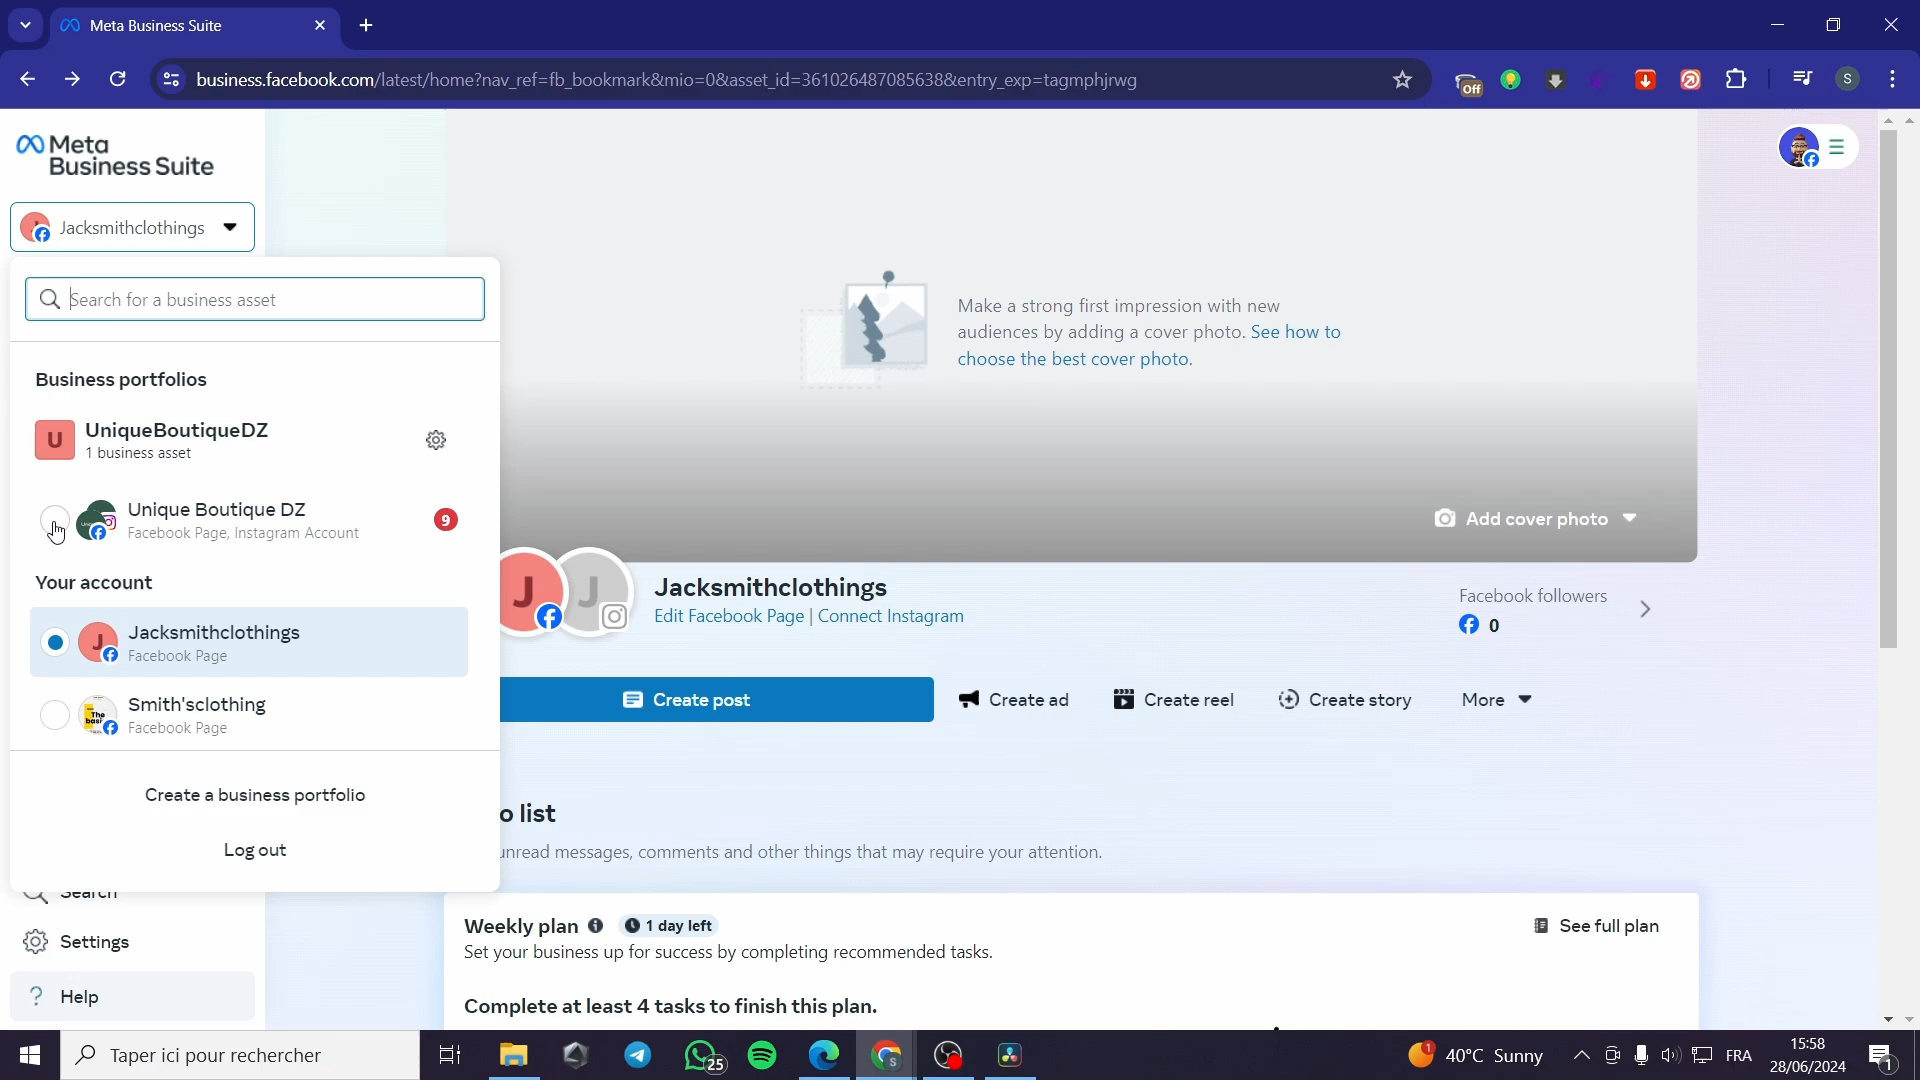 Meta Business Suite
business.facebook.com/latest/home?nav_ref=fb_bookmark&mio=0&asset_id=361026487085638&entry_exp=tagmphjrwg
Off
S
Meta
Business Suite
Jacksmithclothings
Search for a business asset
Business portfolios
U
UniqueBoutiqueDZ
1 business asset
Unique Boutique DZ
Facebook Page, Instagram Account
9
Your account
J
Jacksmithclothings
Facebook Page
Smith'sclothing
Facebook Page
Create a business portfolio
Log out
Search
Settings
? Help
Make a strong first impression with new
audiences by adding a cover photo. See how to
choose the best cover photo.
Add cover photo
J
J
Jacksmithclothings
Edit Facebook Page | Connect Instagram
Facebook followers
0
Create post
Create ad
Create reel
Create story
More
o list
unread messages, comments and other things that may require your attention.
Weekly plan
1 day left
See full plan
Set your business up for success by completing recommended tasks.
Complete at least 4 tasks to finish this plan.
Taper ici pour rechercher
25
S
1
40°C Sunny
FRA
15:58
28/06/2024
1